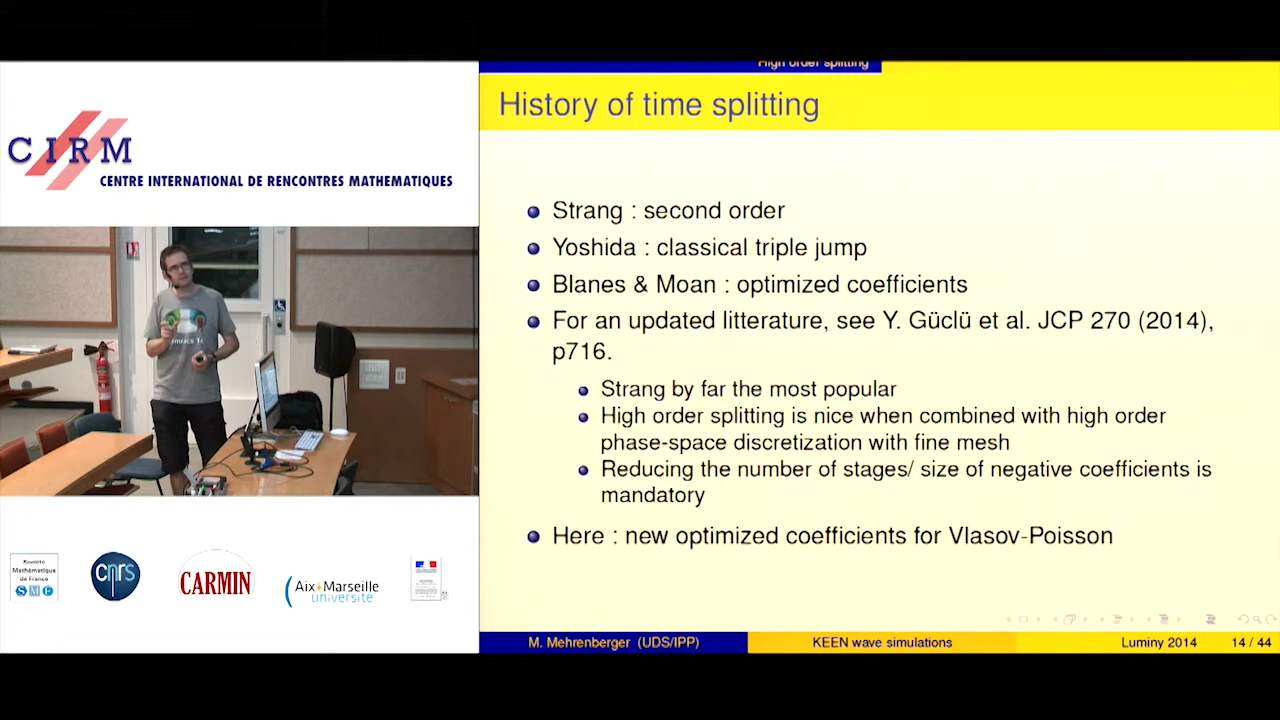 High order splitting
History of time splitting
CIRM
CENTRE INTERNATIONAL DE RENCONTRES MATHEMATIQUES
Strang : second order
Yoshida : classical triple jump
Blanes & Moan : optimized coefficients
For an updated litterature, see Y. Güclü et al. JCP 270 (2014),
p716.
Strang by far the most popular
High order splitting is nice when combined with high order
phase-space discretization with fine mesh
Reducing the number of stages/ size of negative coefficients is
mandatory
Here : new optimized coefficients for Vlasov-Poisson
Société
Mathématique
de France
SMF
cnrs
CARMIN
Aix*Marseille
université
M. Mehrenberger (UDS/IPP)
KEEN wave simulations
Luminy 2014
14 / 44